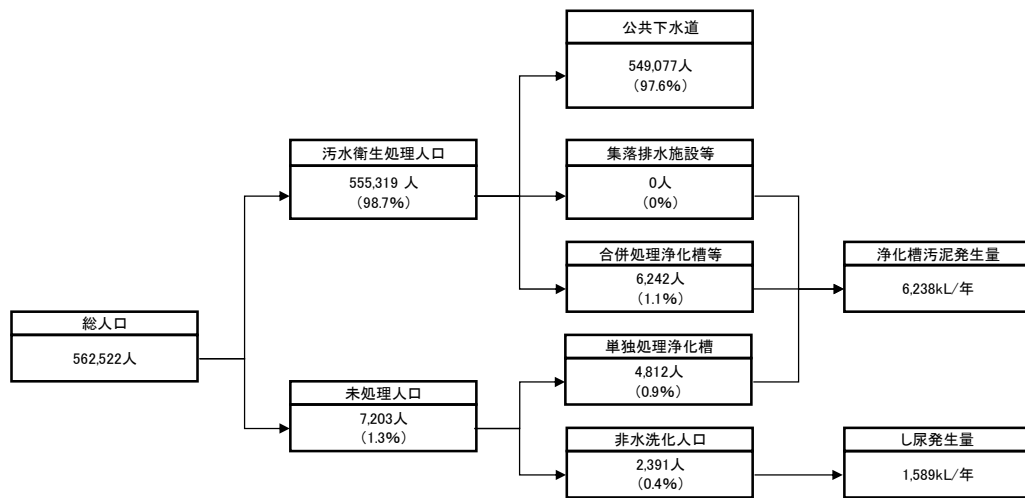 総人口
562,522人
汚水衛生処理人口
555,319 人
(98.7%)
未処理人口
7,203人
(1.3%)
公共下水道
549,077人
(97.6%)
集落排水施設等
0人
(0%)
合併処理浄化槽等
6,242人
(1.1%)
単独処理浄化槽
4,812人
(0.9%)
非水洗化人口
2,391人
(0.4%)
浄化槽汚泥発生量
6,238kL/年
し尿発生量
1,589kL/年